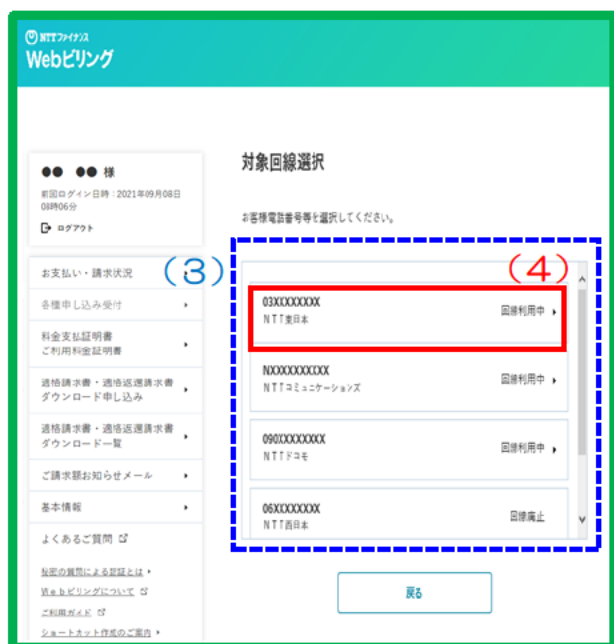 NTTファイナンス
Webビリング
●● ●● 様
前回ログイン日時：2021年09月08日
08時06分
ログアウト
お支払い・請求状況
各種申し込み受付
料金支払証明書
ご利用料金証明書
適格請求書・適格返還請求書
ダウンロード申し込み
適格請求書・適格返還請求書
ダウンロード一覧
ご請求額お知らせメール
基本情報
よくあるご質問
秘密の質問による認証とは
Webビリングについて
ご利用ガイド
ショートカット作成のご案内
対象回線選択
お客様電話番号等を選択してください。
（3）
（4）
03XXXXXXXX
回線利用中
NTT東日本
NXXXXXXXXXX
回線利用中
NTTコミュニケーションズ
090XXXXXXXX
回線利用中
NTTドコモ
06XXXXXXXX
回線廃止
NTT西日本
戻る